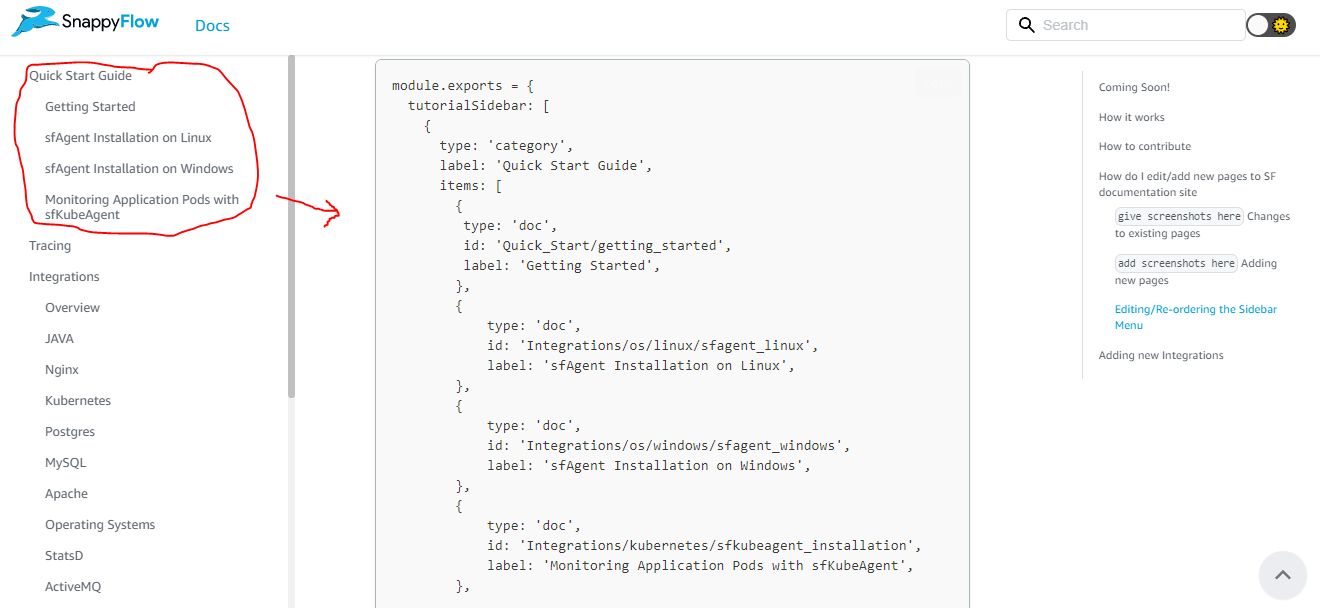 SnappyFlow
Docs
Search
Quick Start Guide
Getting Started
sfAgent Installation on Linux
sfAgent Installation on Windows
Monitoring Application Pods with
sfKubeAgent
Tracing
Integrations
Overview
JAVA
Nginx
Kubernetes
Postgres
MySQL
Apache
Operating Systems
StatsD
ActiveMQ
module.exports = {
  tutorialSidebar: [
    {
      type: 'category',
      label: 'Quick Start Guide',
      items: [
        {
         type: 'doc',
         id: 'Quick_Start/getting_started',
         label: 'Getting Started',
        },
        {
            type: 'doc',
            id: 'Integrations/os/linux/sfagent_linux',
            label: 'sfAgent Installation on Linux',
        },
        {
            type: 'doc',
            id: 'Integrations/os/windows/sfagent_windows',
            label: 'sfAgent Installation on Windows',
        },
        {
            type: 'doc',
            id: 'Integrations/kubernetes/sfkubeagent_installation',
            label: 'Monitoring Application Pods with sfKubeAgent',
        },
Coming Soon!
How it works
How to contribute
How do I edit/add new pages to SF
documentation site
give screenshots here Changes
to existing pages
add screenshots here Adding
new pages
Editing/Re-ordering the Sidebar
Menu
Adding new Integrations